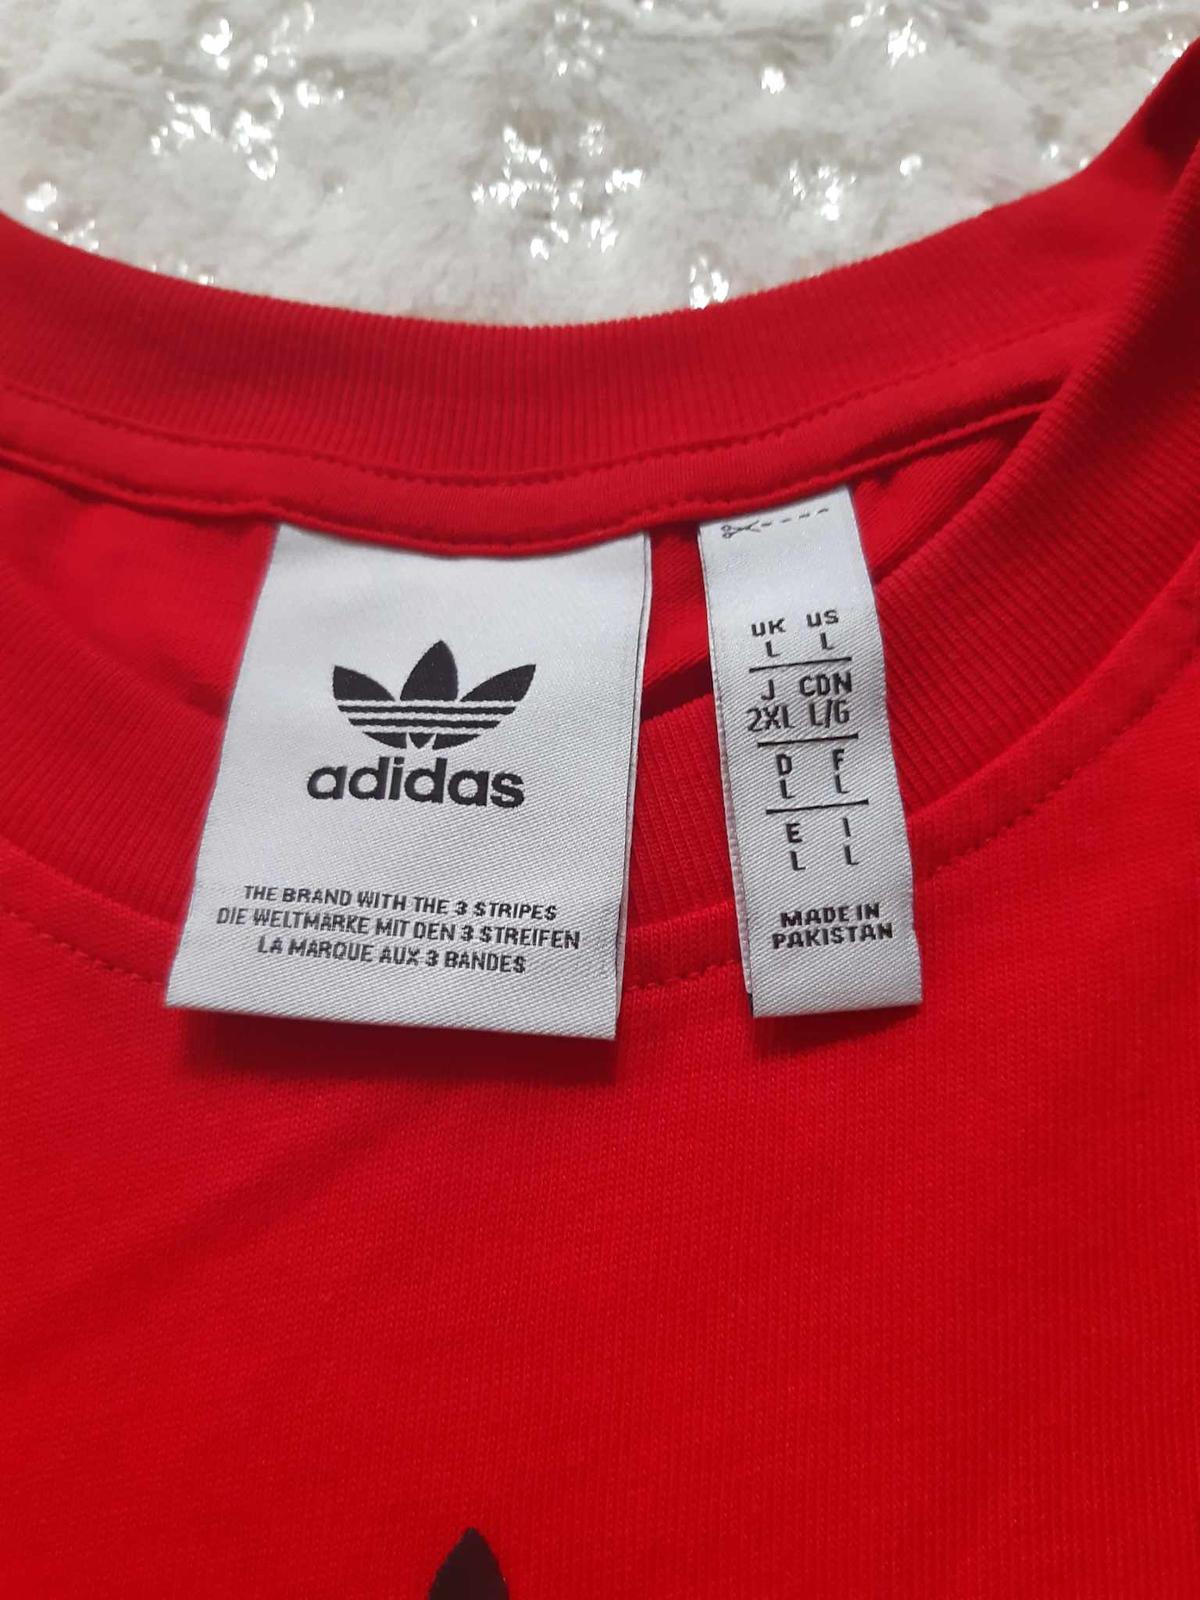 adidas
THE BRAND WITH THE 3 STRIPES
DIE WELTMARKE MIT DEN 3 STREIFEN
LA MARQUE AUX 3 BANDES
UK US
L L
J CDN
2XL L/G
D F
L L
E I
L L
MADE IN
PAKISTAN